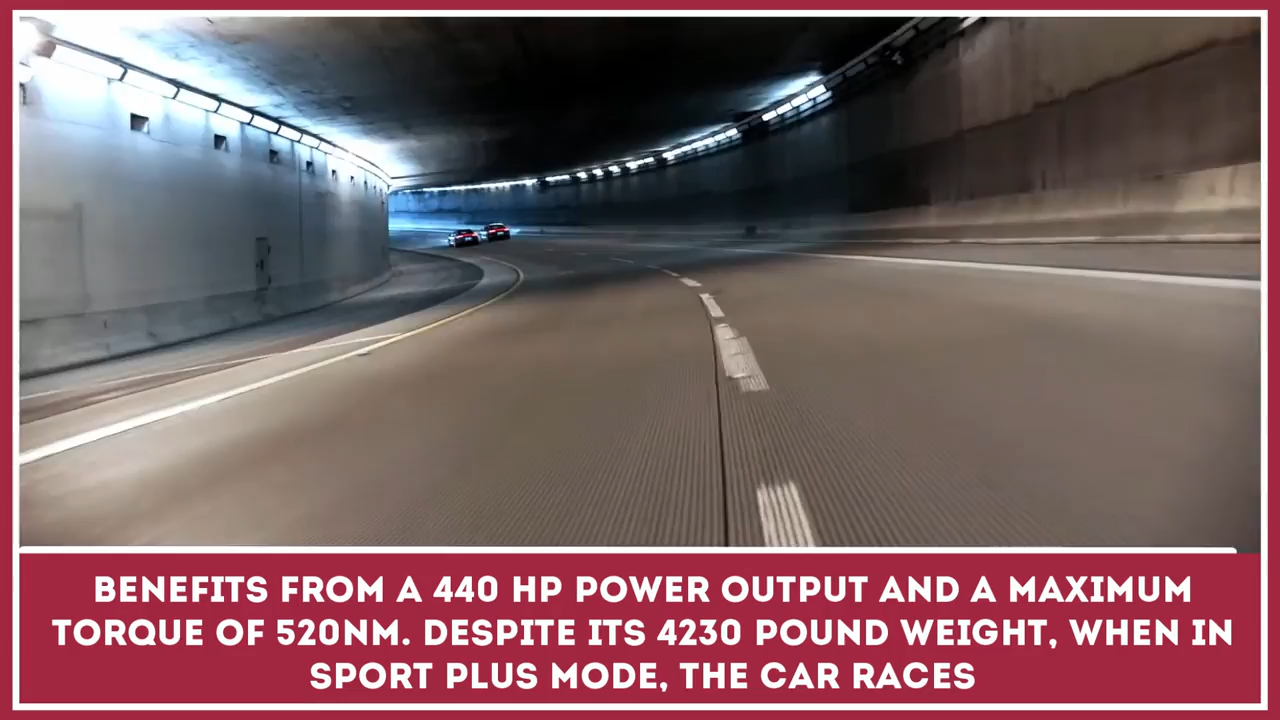 BENEFITS FROM A 440 HP POWER OUTPUT AND A MAXIMUM
TORQUE OF 520NM. DESPITE ITS 4230 POUND WEIGHT, WHEN IN
SPORT PLUS MODE, THE CAR RACES